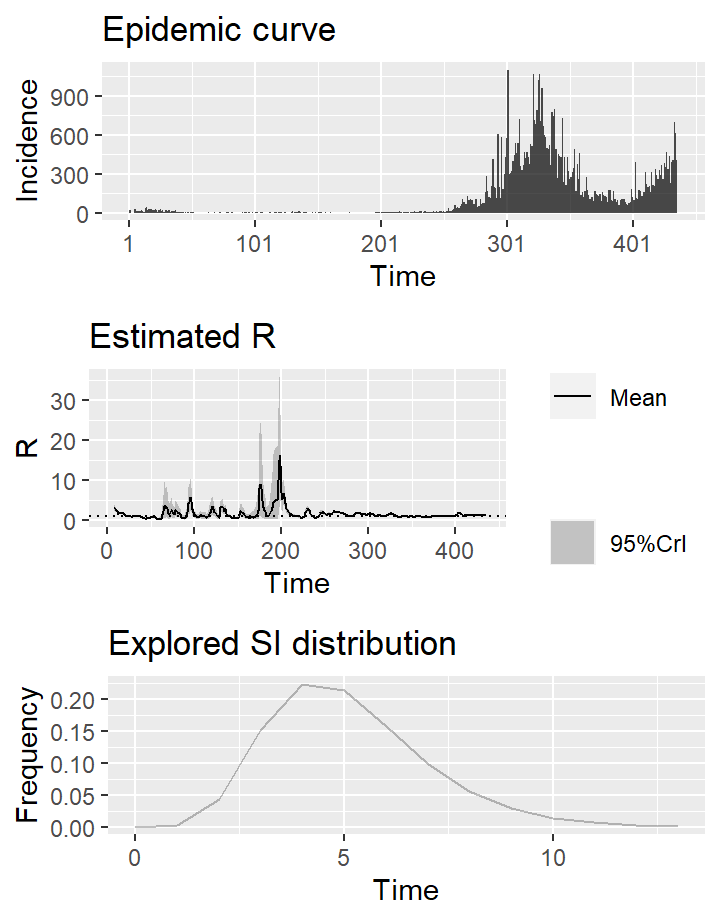 Epidemic curve
Incidence
900
600
300
0
1 101 201 301 401
Time
Estimated R
R
30
20
10
0
0 100 200 300 400
Time
Mean
95%CrI
Explored SI distribution
Frequency
0.20
0.15
0.10
0.05
0.00
0 5 10
Time